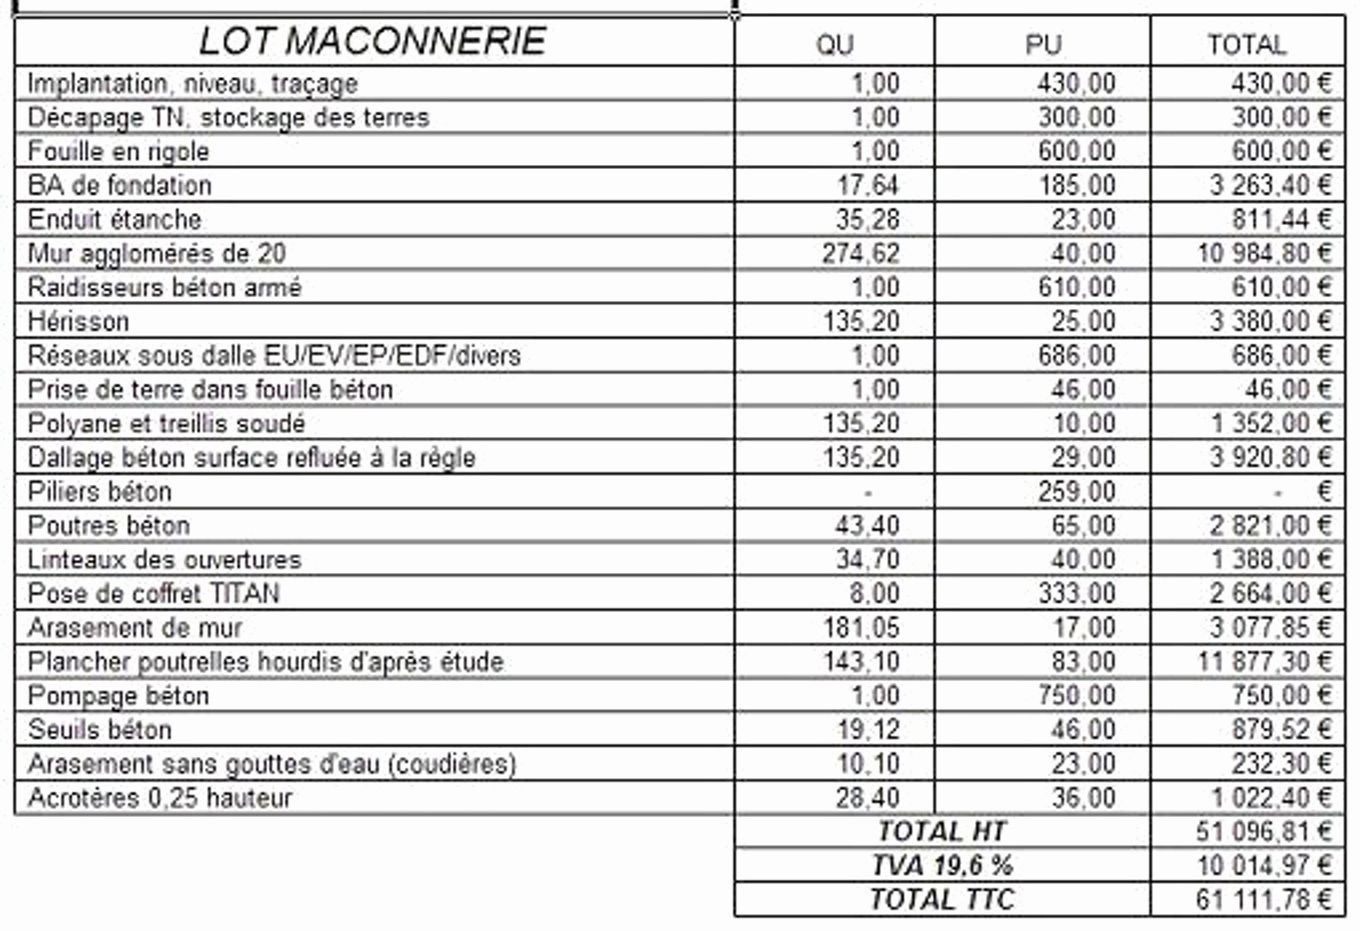 LOT MACONNERIE QU PU TOTAL
Implantation, niveau, traçage 1,00 430,00 430,00 €
Décapage TN, stockage des terres 1,00 300,00 300,00 €
Fouille en rigole 1,00 600,00 600,00 €
BA de fondation 17,64 185,00 3 263,40 €
Enduit étanche 35,28 23,00 811,44 €
Mur agglomérés de 20 274,62 40,00 10 984,80 €
Raidisseurs béton armé 1,00 610,00 610,00 €
Hérisson 135,20 25,00 3 380,00 €
Réseaux sous dalle EU/EV/EP/EDF/divers 1,00 686,00 686,00 €
Prise de terre dans fouille béton 1,00 46,00 46,00 €
Polyane et treillis soudé 135,20 10,00 1 352,00 €
Dallage béton surface refluée à la règle 135,20 29,00 3 920,80 €
Piliers béton - 259,00 - €
Poutres béton 43,40 65,00 2 821,00 €
Linteaux des ouvertures 34,70 40,00 1 388,00 €
Pose de coffret TITAN 8,00 333,00 2 664,00 €
Arasement de mur 181,05 17,00 3 077,85 €
Plancher poutrelles hourdis d'aprés étude 143,10 83,00 11 877,30 €
Pompage béton 1,00 750,00 750,00 €
Seuils béton 19,12 46,00 879,52 €
Arasement sans gouttes d'eau (coudières) 10,10 23,00 232,30 €
Acrotères 0,25 hauteur 28,40 36,00 1 022,40 €
TOTAL HT 51 096,81 €
TVA 19,6 % 10 014,97 €
TOTAL TTC 61 111,78 €